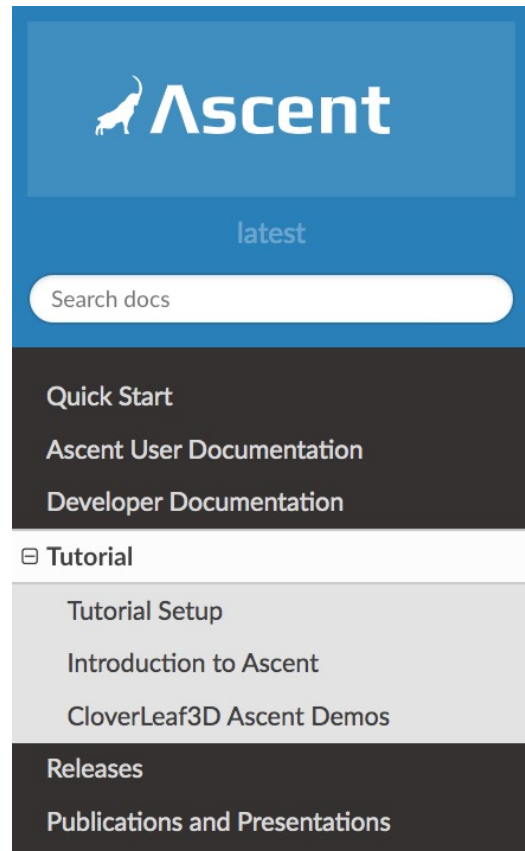 Ascent
latest
Search docs
Quick Start
Ascent User Documentation
Developer Documentation
Tutorial
Tutorial Setup
Introduction to Ascent
CloverLeaf3D Ascent Demos
Releases
Publications and Presentations